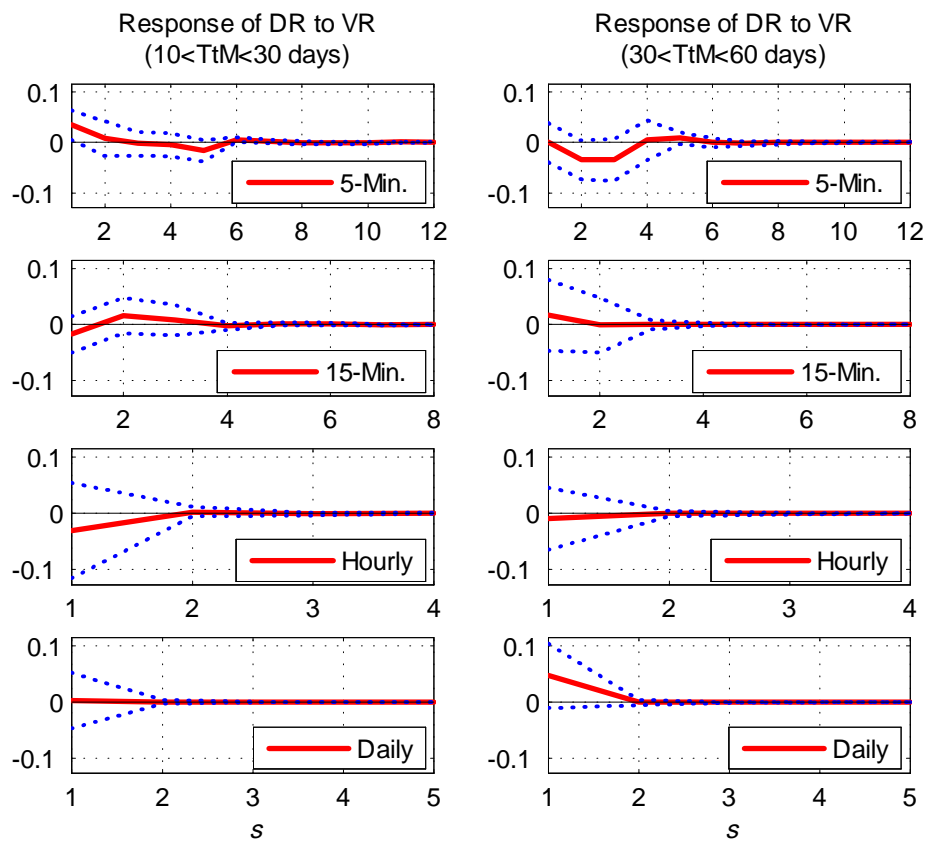 Response of DR to VR
(10<TtM<30 days)
0.1
0
-0.1
5-Min.
2 4 6 8 10 12
0.1
0
-0.1
15-Min.
2 4 6 8
0.1
0
-0.1
Hourly
1 2 3 4
0.1
0
-0.1
Daily
1 2 3 4 5
s
Response of DR to VR
(30<TtM<60 days)
0.1
0
-0.1
5-Min.
2 4 6 8 10 12
0.1
0
-0.1
15-Min.
2 4 6 8
0.1
0
-0.1
Hourly
1 2 3 4
0.1
0
-0.1
Daily
1 2 3 4 5
s